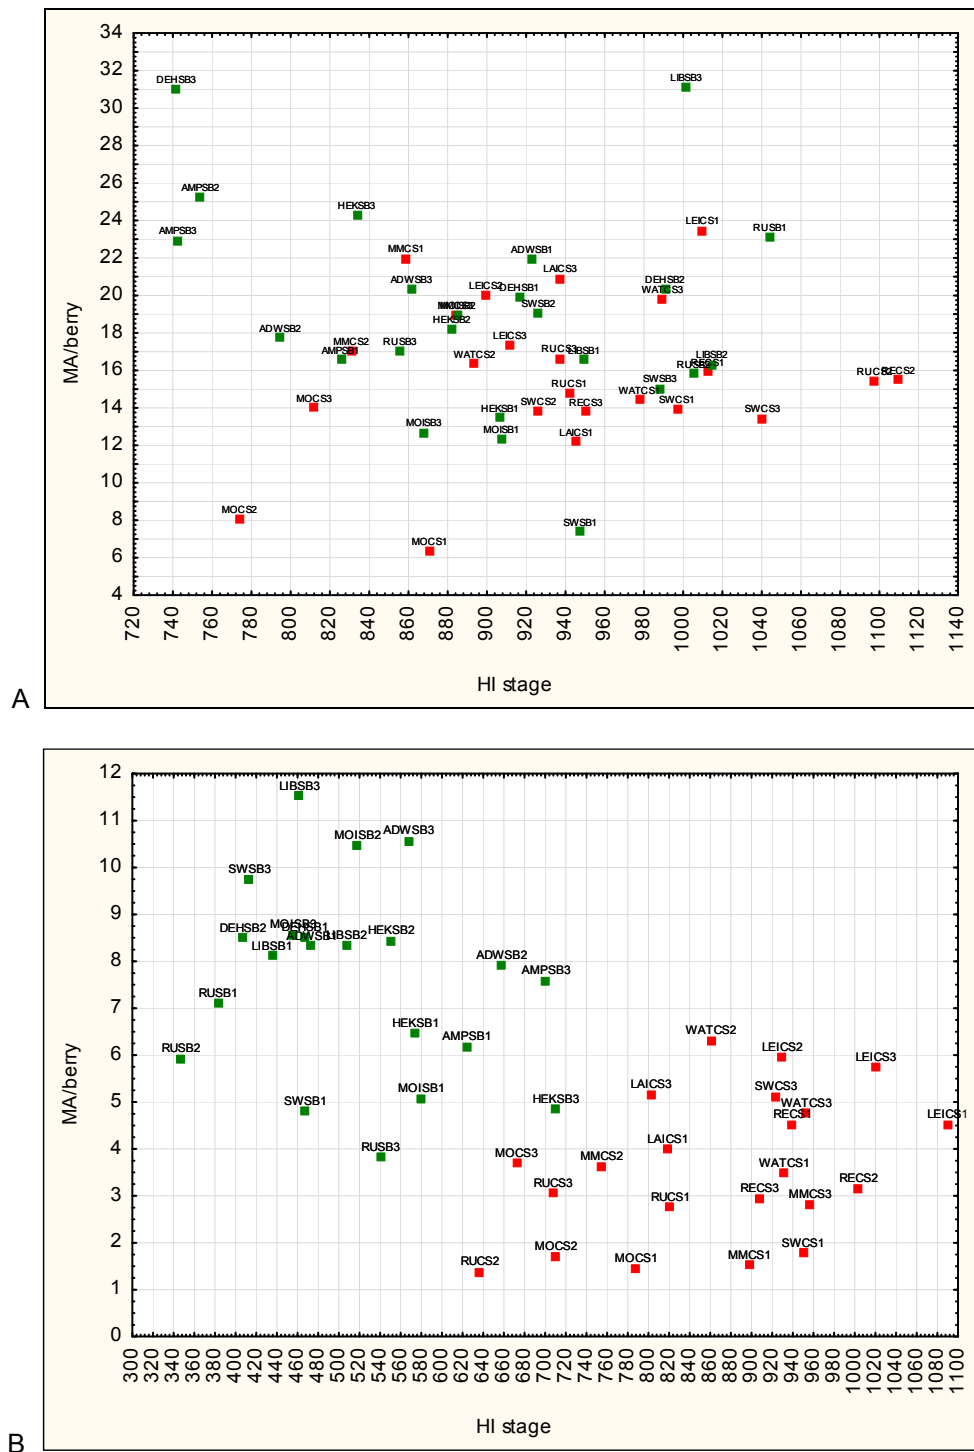 34
32
30
28
26
24
22
20
18
16
14
12
10
8
6
4
MA/berry
DEHSB3
LIBSB3
AMPSB2
HEKSB3
AMPSB3
LEICS1
RUSB1
MMCS1
ADWSB1
LAICS3
ADWSB3
LEICS2
DEHSB1
DEHSB2
WATCS3
SWSB2
HEKSB2
ADWSB2
MMCS2
AMPSB1
RUSB3
LEICS3
WATCS2
RUCS3
LIBSB1
LIBSB2
RECS1
SWSB3
RUCS2
RECS2
RUCS1
WATCS1
MOCS3
SWCS2
RECS3
SWCS1
HEKSB1
SWCS3
MOISB3
MOISB1
LAICS1
MOCS2
SWSB1
MOCS1
720 740 760 780 800 820 840 860 880 900 920 940 960 980 1000 1020 1040 1060 1080 1100 1120 1140
HI stage
A
12
11
10
9
8
7
6
5
4
3
2
1
0
MA/berry
LIBSB3
MOISB2
ADWSB3
SWSB3
DEHSB2
MOISB3
DEHSB1
ADWSB1
LIBSB2
HEKSB2
LIBSB1
ADWSB2
AMPSB3
RUSB1
HEKSB1
AMPSB1
WATCS2
RUSB2
LEICS2
LEICS3
MOISB1
LAICS3
SWCS3
SWSB1
HEKSB3
WATCS3
RECS1
LEICS1
RUSB3
LAICS1
MOCS3
MMCS2
WATCS1
RUCS3
RECS2
RECS3
RUCS1
MMCS3
MOCS2
SWCS1
RUCS2
MOCS1
MMCS1
300 320 340 360 380 400 420 440 460 480 500 520 540 560 580 600 620 640 660 680 700 720 740 760 780 800 820 840 860 880 900 920 940 960 980 1000 1020 1040 1060 1080 1100
HI stage
B